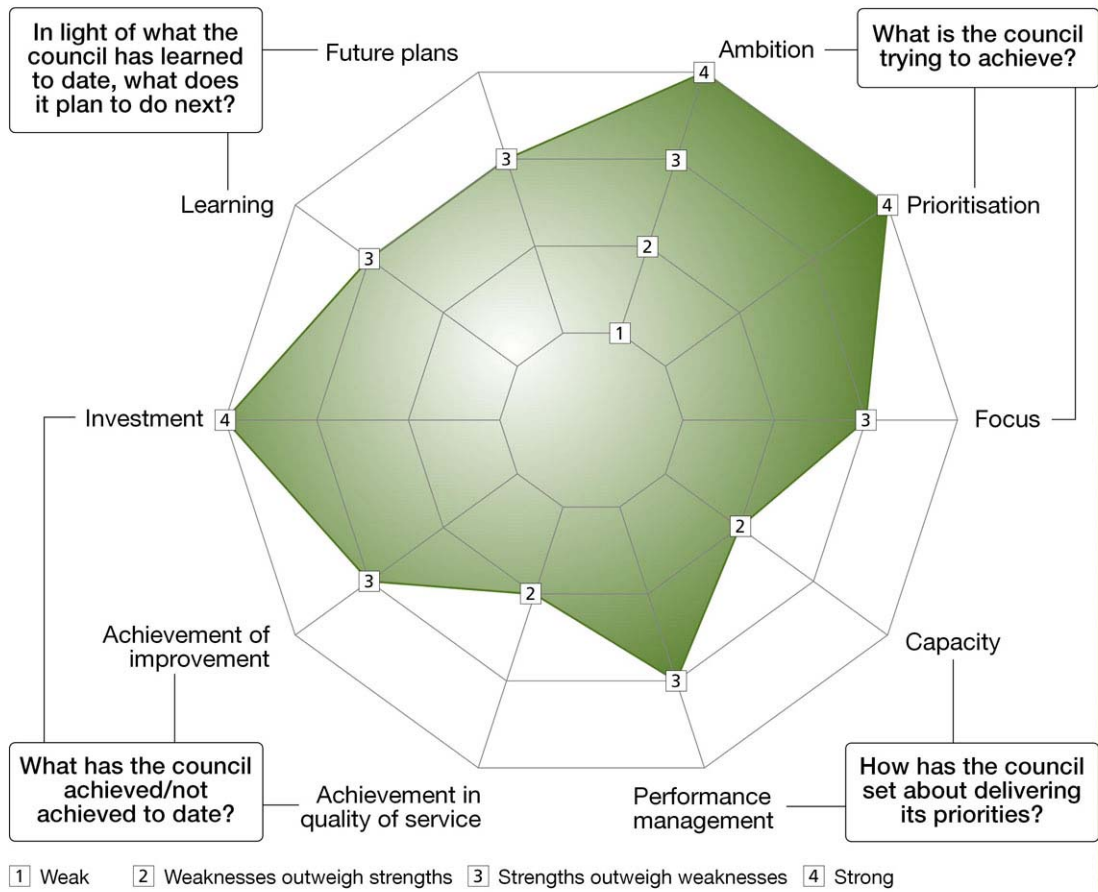 In light of what the
council has learned
to date, what does
it plan to do next?
Future plans
Ambition
What is the council
trying to achieve?
4
3
3
Learning
3
4
Prioritisation
2
1
Investment
4
3
Focus
2
3
2
Achievement of
improvement
3
Capacity
What has the council
achieved/not
achieved to date?
Achievement in
quality of service
Performance
management
How has the council
set about delivering
its priorities?
1 Weak 2 Weaknesses outweigh strengths 3 Strengths outweigh weaknesses 4 Strong